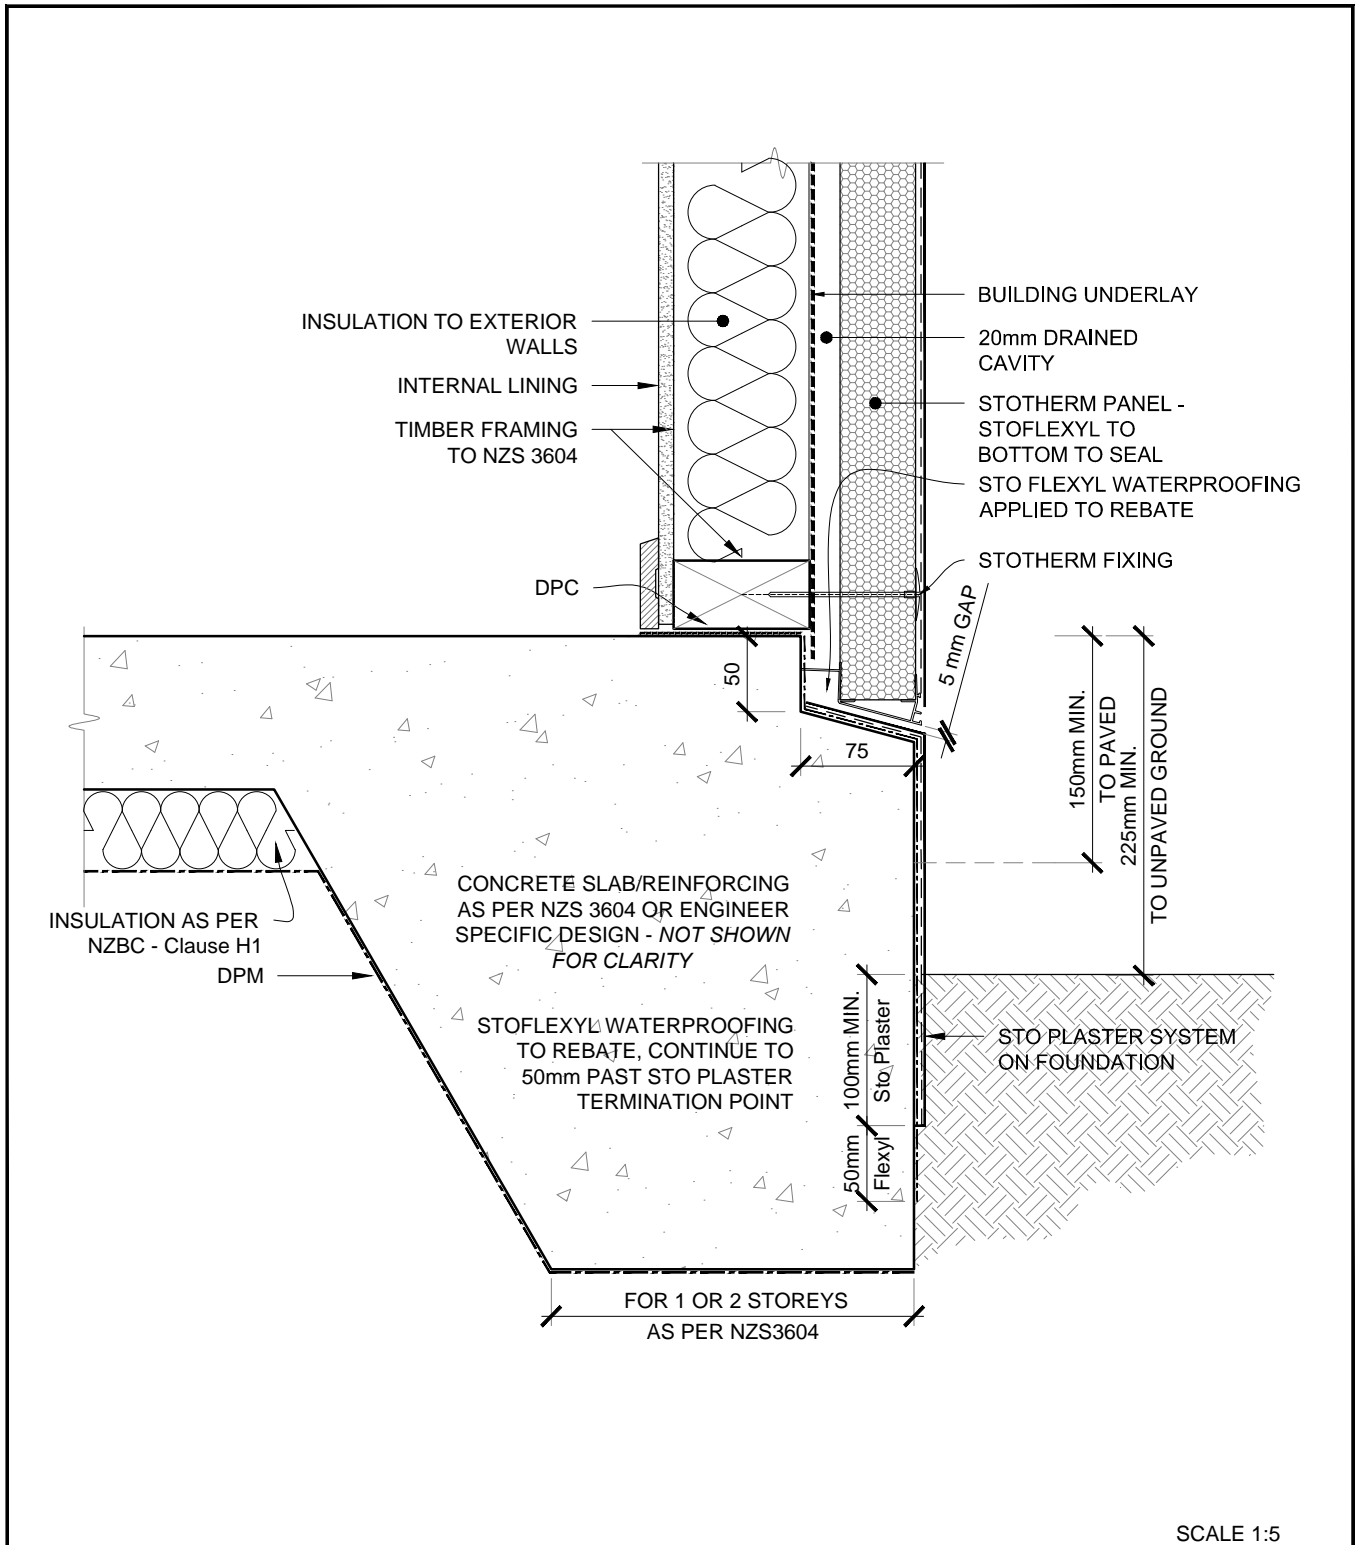 INSULATION TO EXTERIOR
WALLS
INTERNAL LINING
TIMBER FRAMING
TO NZS 3604
DPC
BUILDING UNDERLAY
20mm DRAINED
CAVITY
STOTHERM PANEL -
STOFLEXYL TO
BOTTOM TO SEAL
STO FLEXYL WATERPROOFING
APPLIED TO REBATE
STOTHERM FIXING
5 mm GAP
50
75
150mm MIN.
TO PAVED
225mm MIN.
TO UNPAVED GROUND
INSULATION AS PER
NZBC - Clause H1
DPM
CONCRETE SLAB/REINFORCING
AS PER NZS 3604 OR ENGINEER
SPECIFIC DESIGN - NOT SHOWN
FOR CLARITY
STOFLEXYL WATERPROOFING
TO REBATE, CONTINUE TO
50mm PAST STO PLASTER
TERMINATION POINT
100mm MIN.
Sto Plaster
50mm
Flexyl
STO PLASTER SYSTEM
ON FOUNDATION
FOR 1 OR 2 STOREYS
AS PER NZS3604
SCALE 1:5